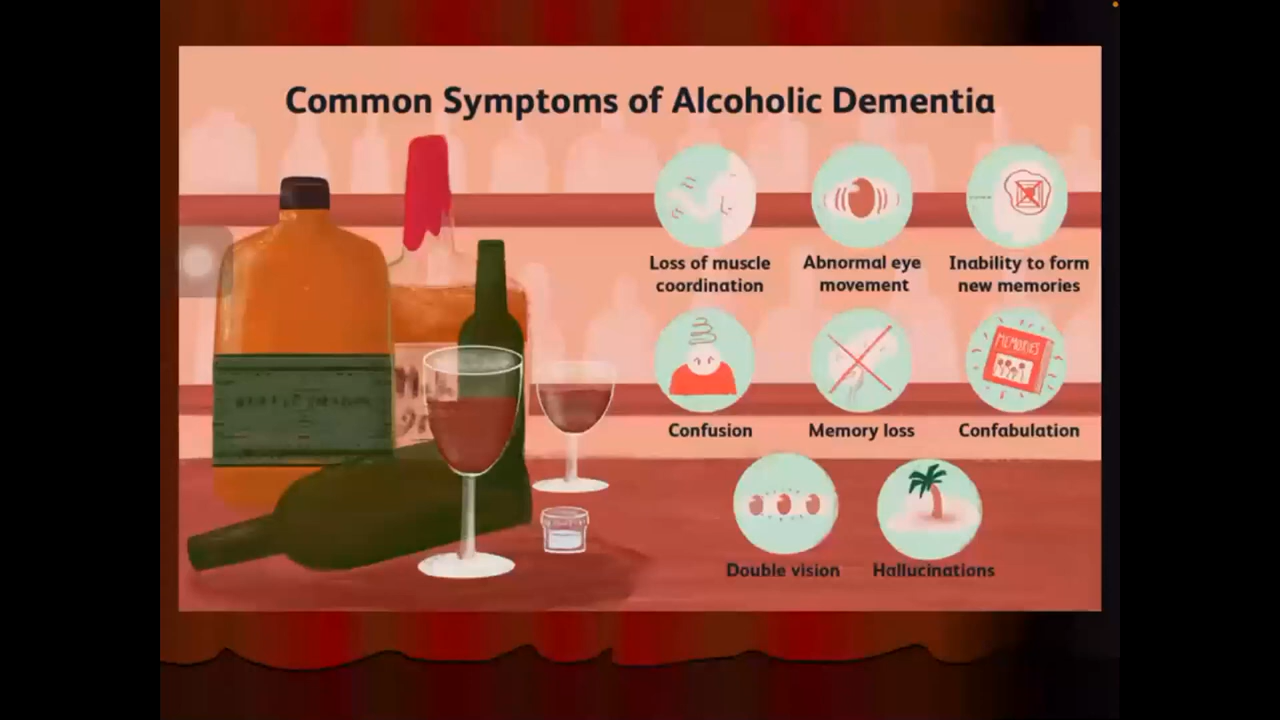 Common Symptoms of Alcoholic Dementia
Loss of muscle
coordination
Abnormal eye
movement
Inability to form
new memories
MEMORIES
Confusion
Memory loss
Confabulation
Double vision
Hallucinations